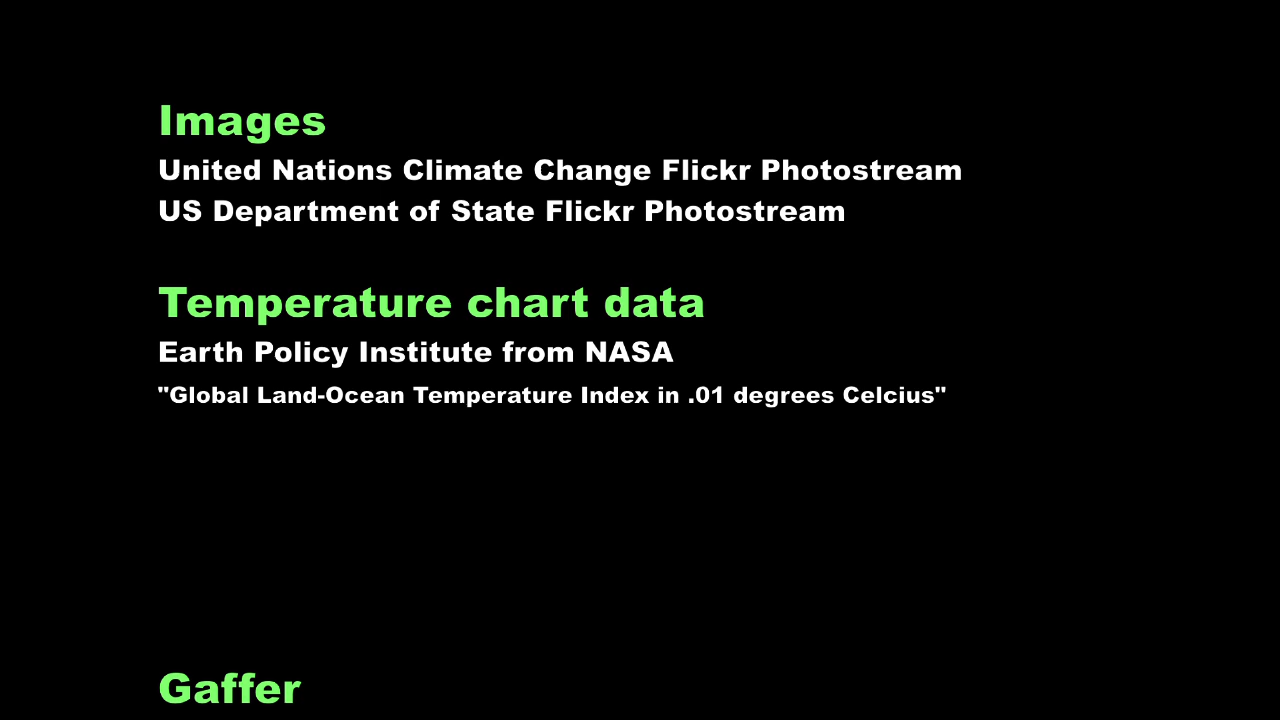 Images
United Nations Climate Change Flickr Photostream
US Department of State Flickr Photostream
Temperature chart data
Earth Policy Institute from NASA
"Global Land-Ocean Temperature Index in .01 degrees Celcius"
Gaffer